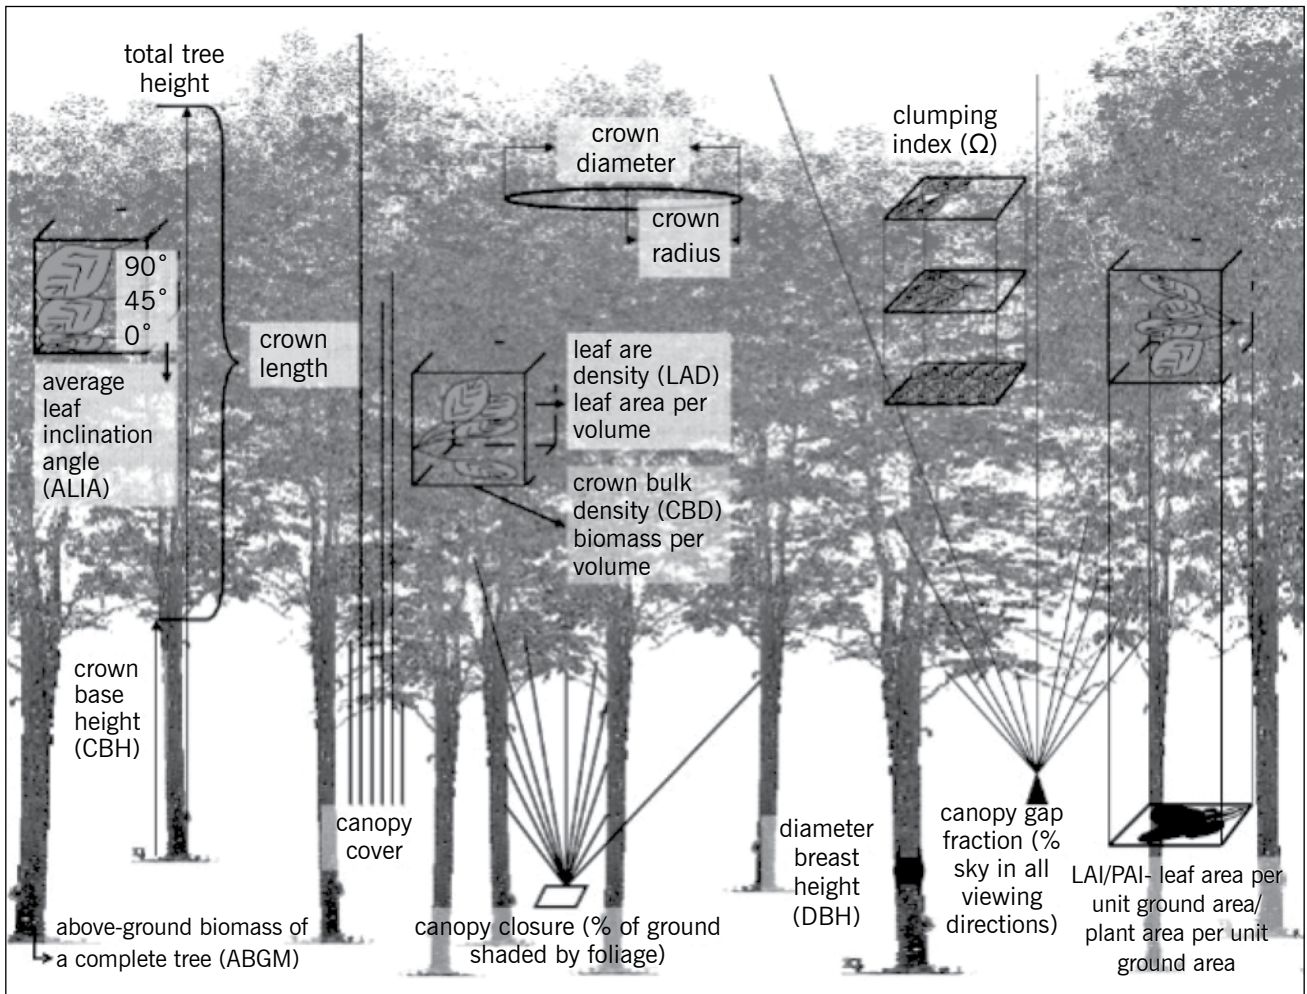 total tree
height
crown
diameter
crown
radius
clumping
index (Ω)
90°
45°
0°
average
leaf
inclination
angle
(ALIA)
crown
length
leaf are
density (LAD)
leaf area per
volume
crown bulk
density (CBD)
biomass per
volume
crown
base
height
(CBH)
canopy
cover
above-ground biomass of
a complete tree (ABGM)
canopy closure (% of ground
shaded by foliage)
diameter
breast
height
(DBH)
canopy gap
fraction (%
sky in all
viewing
directions)
LAI/PAI- leaf area per
unit ground area/
plant area per unit
ground area